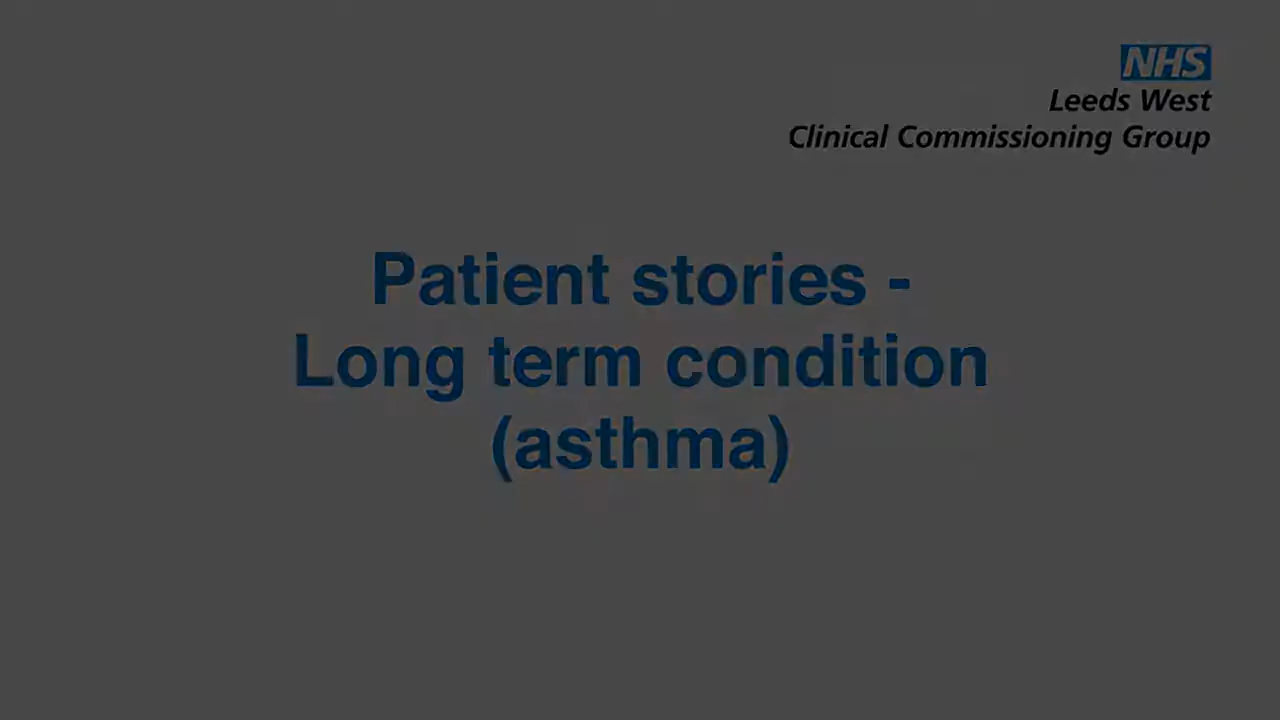 NHS
Leeds West
Clinical Commissioning Group
Patient stories -
Long term condition
(asthma)